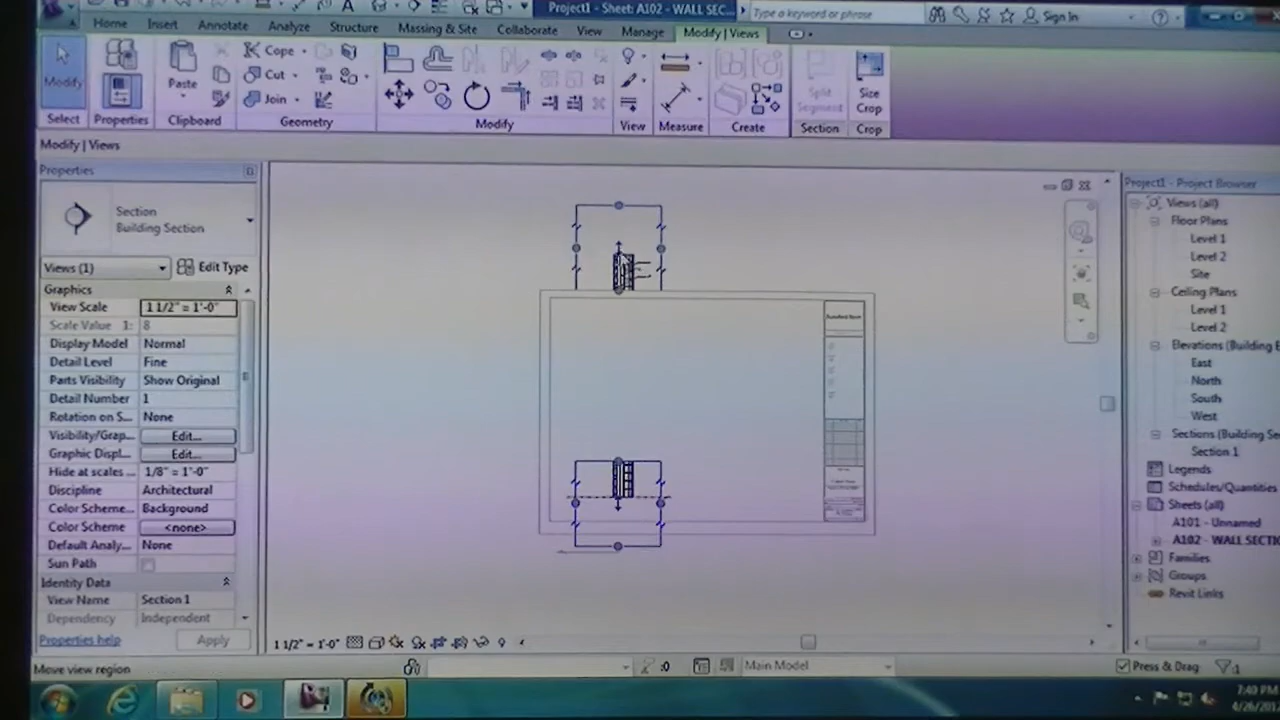 Project1 - Sheet: A102 - WALL SEC...
Type a keyword or phrase
Sign In
Home Insert Annotate Analyze Structure Massing & Site Collaborate View Manage Modify | Views
Modify
Paste
Cope
Cut
Join
Split Segment
Size Crop
Select Properties Clipboard Geometry Modify View Measure Create Section Crop
Modify | Views
Properties
Section
Building Section
Views (1)
Edit Type
Graphics
View Scale 1 1/2" = 1'-0"
Scale Value 1: 8
Display Model Normal
Detail Level Fine
Parts Visibility Show Original
Detail Number 1
Rotation on S... None
Visibility/Grap... Edit...
Graphic Displ... Edit...
Hide at scales ... 1/8" = 1'-0"
Discipline Architectural
Color Scheme... Background
Color Scheme <none>
Default Analy... None
Sun Path
Identity Data
View Name Section 1
Dependency Independent
Properties help
Apply
Project1 - Project Browser
Views (all)
Floor Plans
Level 1
Level 2
Site
Ceiling Plans
Level 1
Level 2
Elevations (Building E
East
North
South
West
Sections (Building Se
Section 1
Legends
Schedules/Quantities
Sheets (all)
A101 - Unnamed
A102 - WALL SECTIO
Families
Groups
Revit Links
1 1/2" = 1'-0"
Move view region
:0
Main Model
Press & Drag
:1
7:40 PM